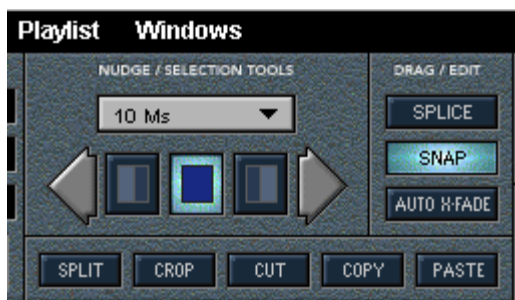 Playlist Windows
NUDGE / SELECTION TOOLS
10 Ms
DRAG / EDIT
SPLICE
SNAP
AUTO X-FADE
SPLIT CROP CUT COPY PASTE